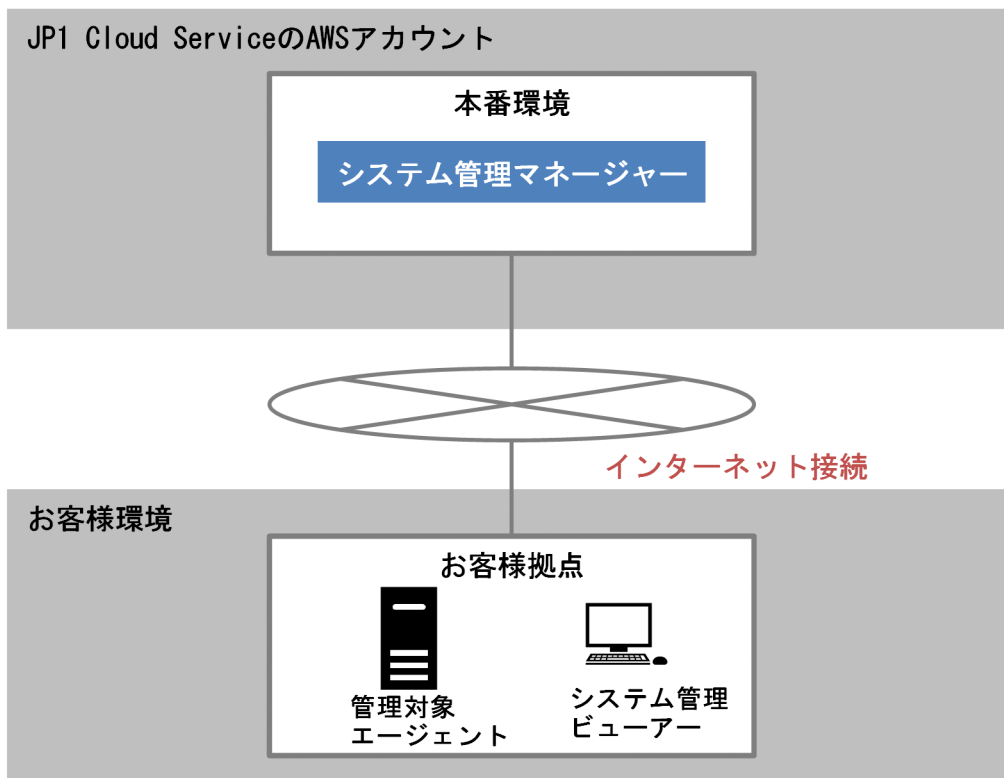 JP1 Cloud ServiceのAWSアカウント
本番環境
システム管理マネージャー
インターネット接続
お客様環境
お客様拠点
管理対象
エージェント
システム管理
ビューアー